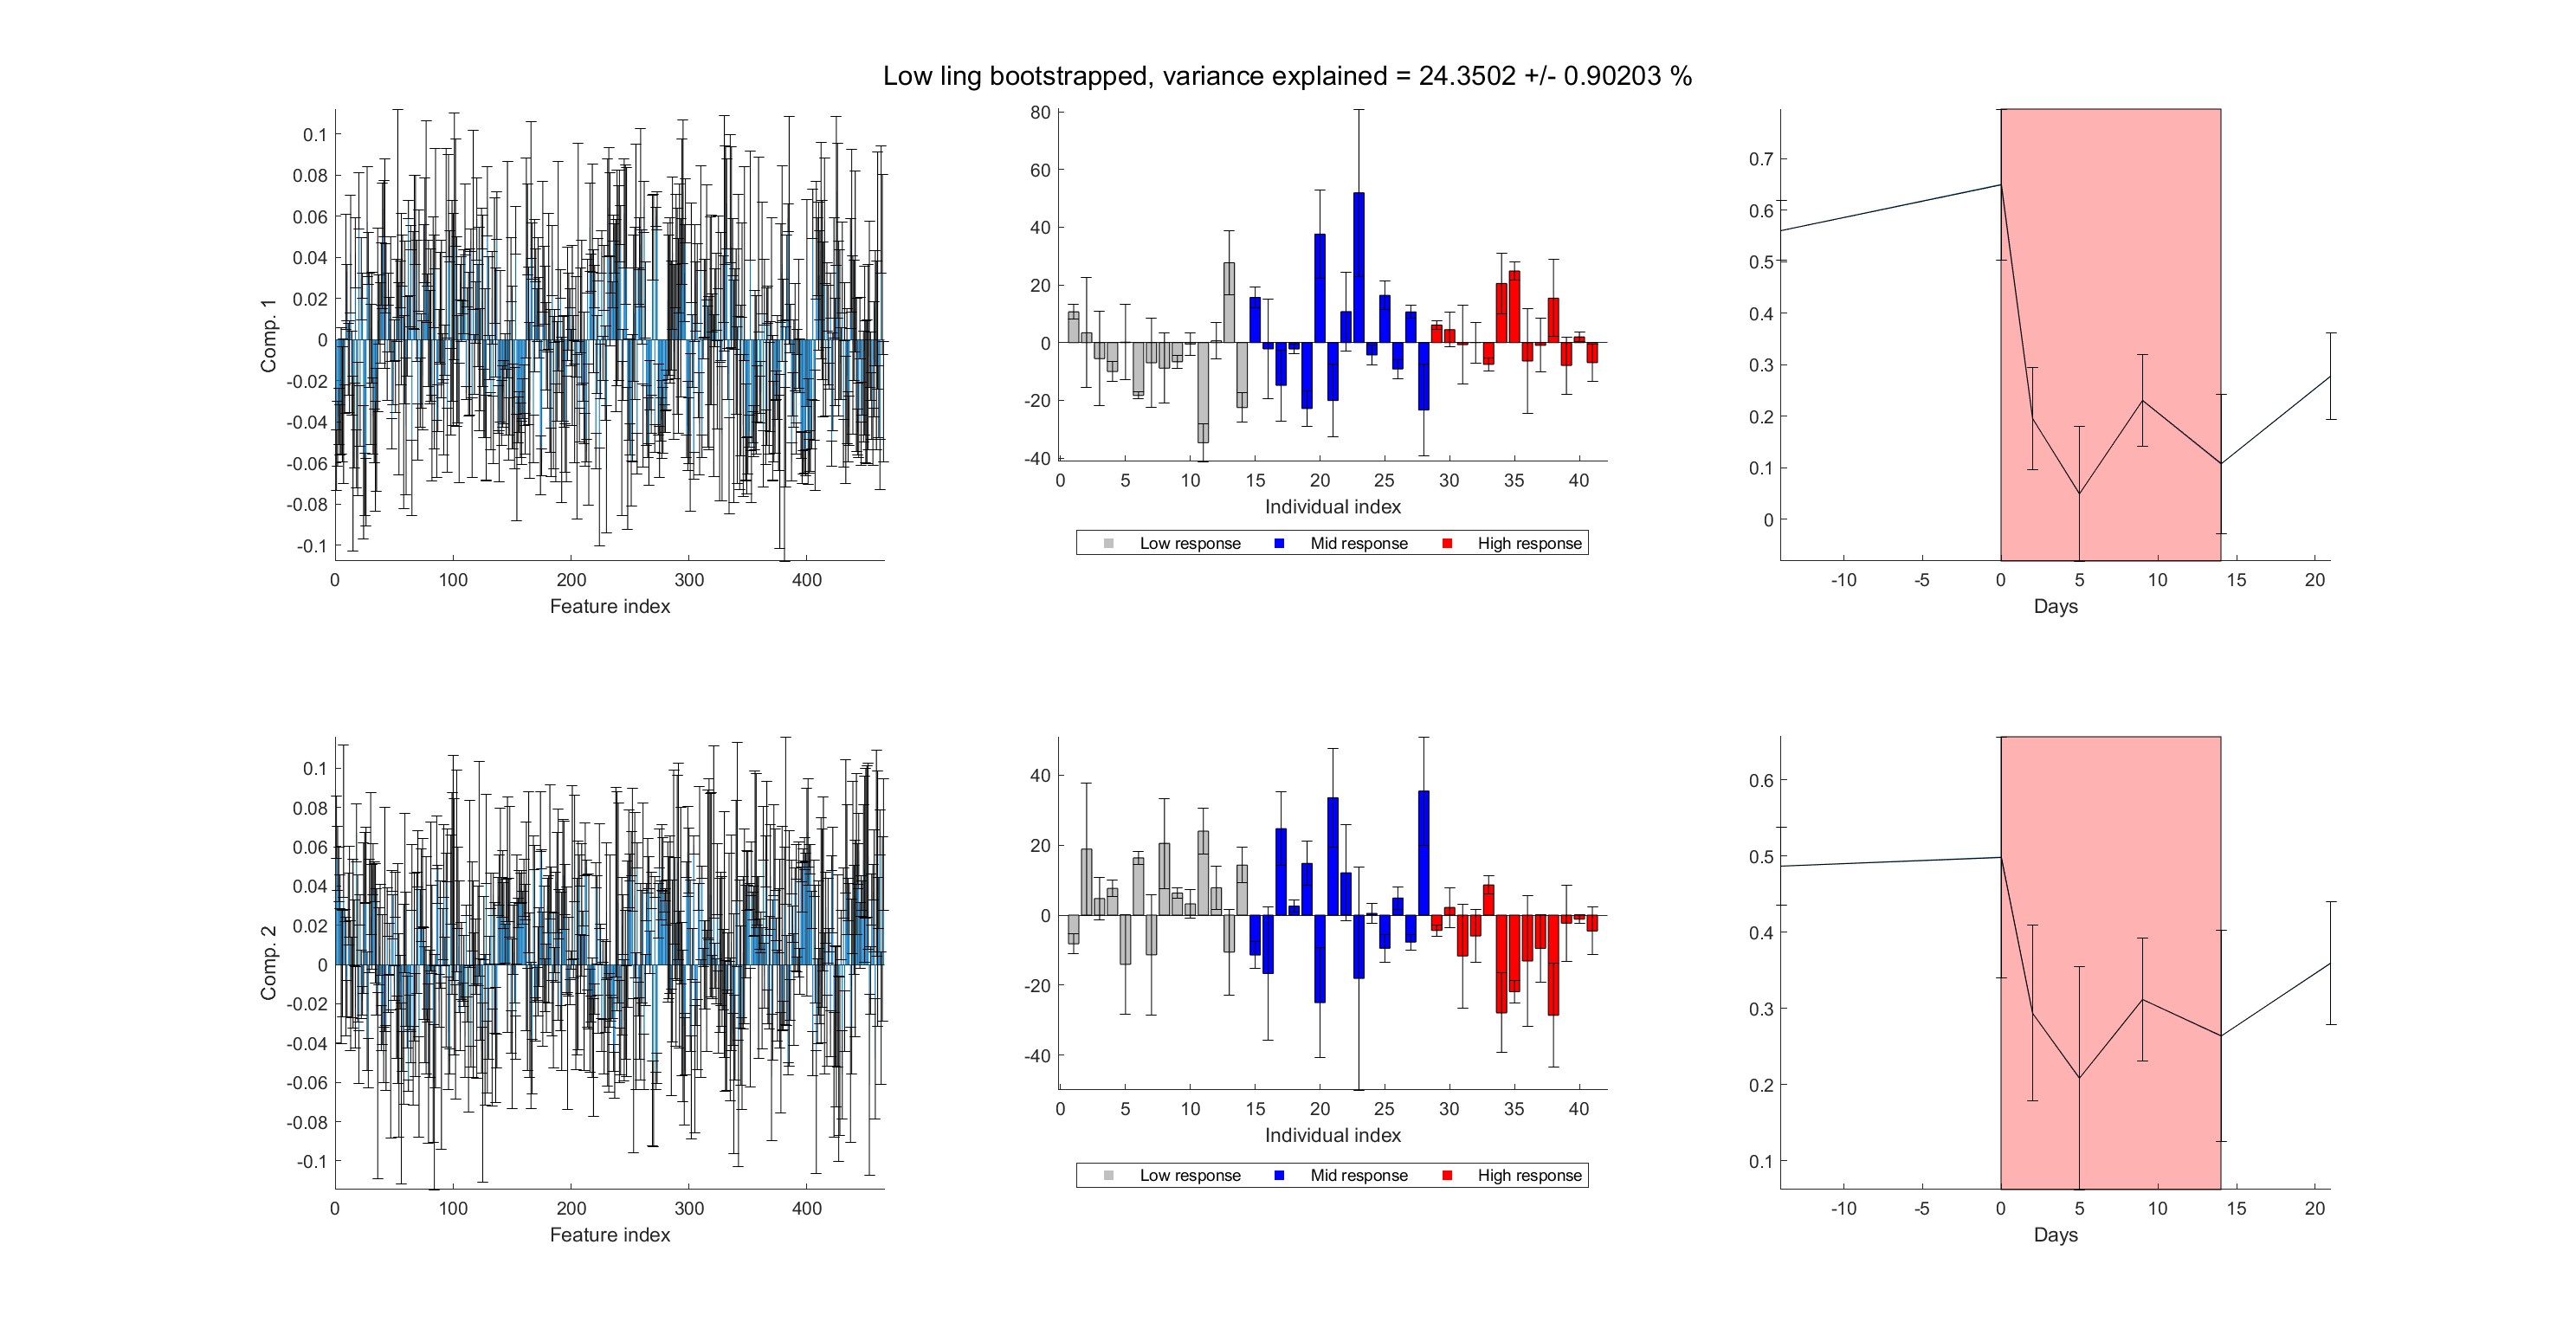 Low ling bootstrapped, variance explained = 24.3502 +/- 0.90203 %
Comp. 1
0.1
0.08
0.06
0.04
0.02
0
-0.02
-0.04
-0.06
-0.08
-0.1
0 100 200 300 400
Feature index
80
60
40
20
0
-20
-40
0 5 10 15 20 25 30 35 40
Individual index
Low response Mid response High response
0.7
0.6
0.5
0.4
0.3
0.2
0.1
0
-10 -5 0 5 10 15 20
Days
Comp. 2
0.1
0.08
0.06
0.04
0.02
0
-0.02
-0.04
-0.06
-0.08
-0.1
0 100 200 300 400
Feature index
40
20
0
-20
-40
0 5 10 15 20 25 30 35 40
Individual index
Low response Mid response High response
0.6
0.5
0.4
0.3
0.2
0.1
-10 -5 0 5 10 15 20
Days